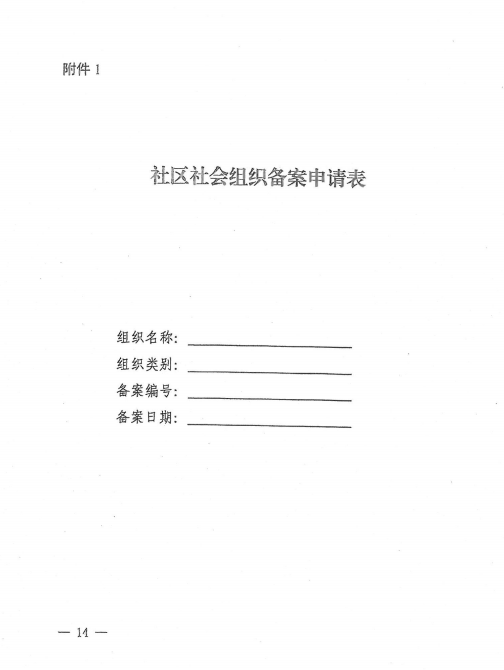 附件1
社区社会组织备案申请表
组织名称：
组织类别：
备案编号：
备案日期：
— 14 —